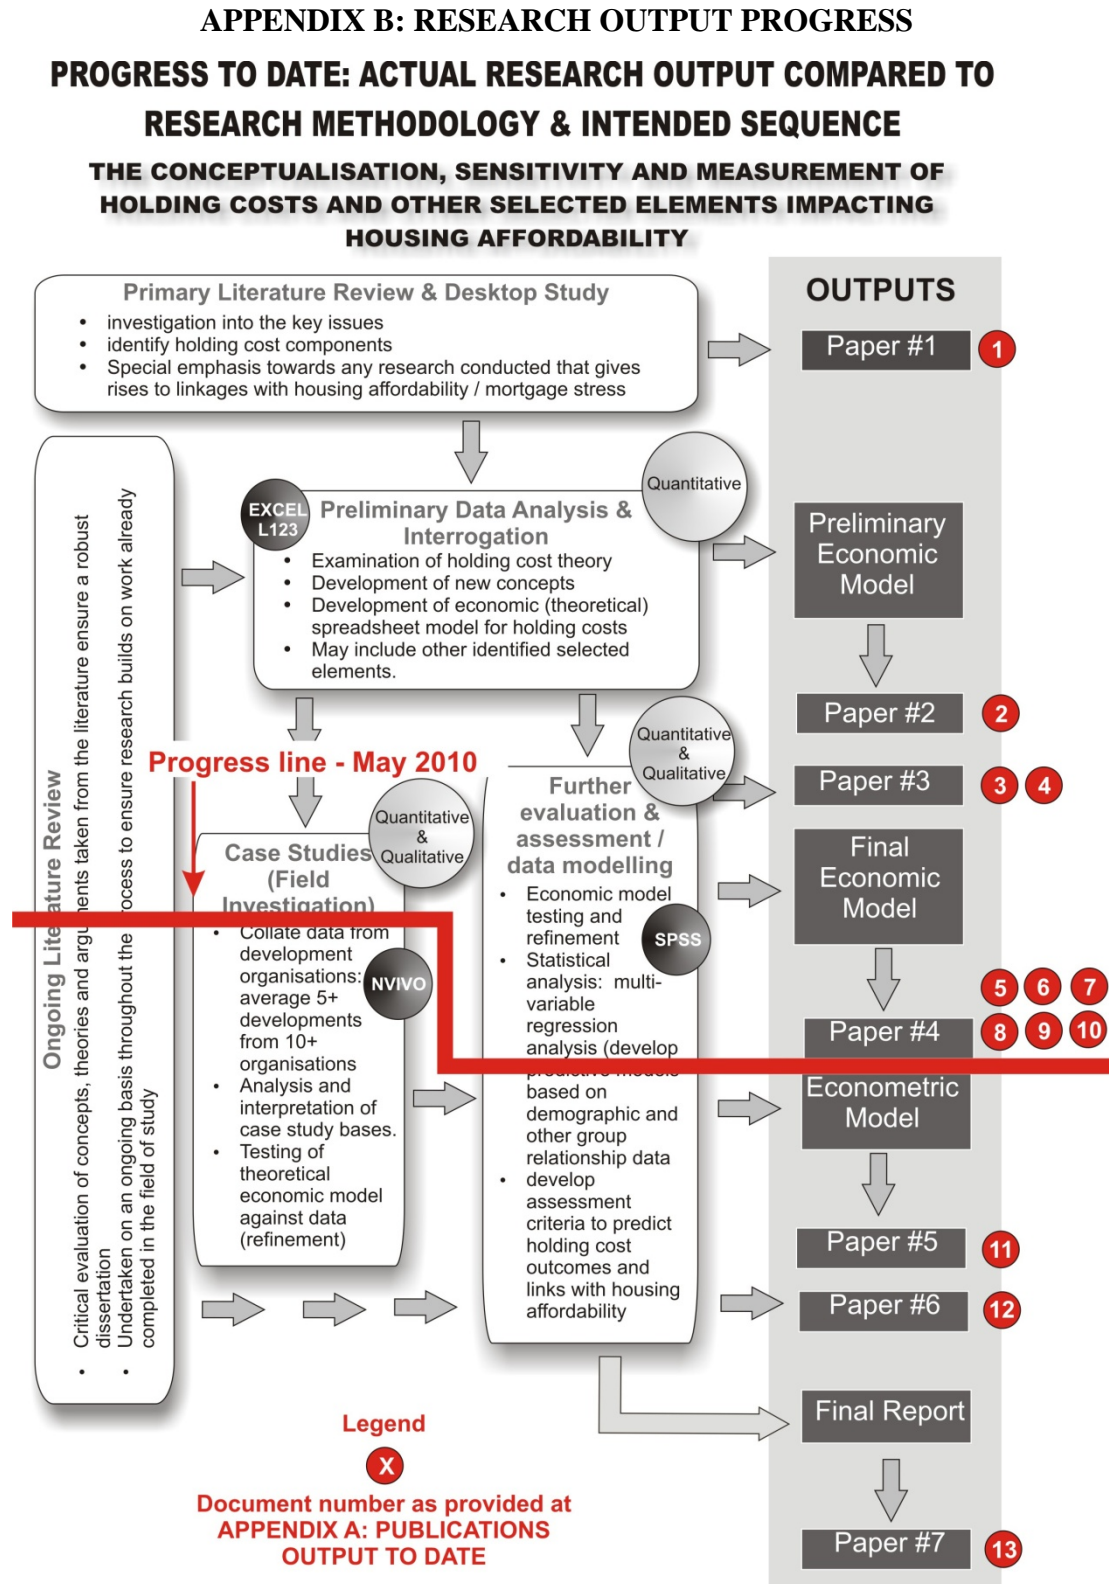 APPENDIX B: RESEARCH OUTPUT PROGRESS
PROGRESS TO DATE: ACTUAL RESEARCH OUTPUT COMPARED TO
RESEARCH METHODOLOGY & INTENDED SEQUENCE
THE CONCEPTUALISATION, SENSITIVITY AND MEASUREMENT OF
HOLDING COSTS AND OTHER SELECTED ELEMENTS IMPACTING
HOUSING AFFORDABILITY
Primary Literature Review & Desktop Study
• investigation into the key issues
• identify holding cost components
• Special emphasis towards any research conducted that gives
rises to linkages with housing affordability / mortgage stress
OUTPUTS
Paper #1
1
Ongoing Literature Review
• Critical evaluation of concepts, theories and arguments taken from the literature ensure a robust
dissertation
• Undertaken on an ongoing basis throughout the process to ensure research builds on work already
completed in the field of study
EXCEL
L123
Quantitative
Preliminary Data Analysis &
Interrogation
• Examination of holding cost theory
• Development of new concepts
• Development of economic (theoretical)
spreadsheet model for holding costs
• May include other identified selected
elements.
Preliminary
Economic
Model
Paper #2
2
Progress line - May 2010
Quantitative
&
Qualitative
Case Studies
(Field
Investigation)
• Collate data from
development
organisations:
average 5+
developments
from 10+
organisations
• Analysis and
interpretation of
case study bases.
• Testing of
theoretical
economic model
against data
(refinement)
NVIVO
Quantitative
&
Qualitative
Further
evaluation &
assessment /
data modelling
• Economic model
testing and
refinement
• Statistical
analysis: multi-
variable
regression
analysis (develop
predictive models
based on
demographic and
other group
relationship data
• develop
assessment
criteria to predict
holding cost
outcomes and
links with housing
affordability
SPSS
Paper #3
3 4
Final
Economic
Model
5 6 7
Paper #4
8 9 10
Econometric
Model
Paper #5
11
Paper #6
12
Final Report
Paper #7
13
Legend
X
Document number as provided at
APPENDIX A: PUBLICATIONS
OUTPUT TO DATE